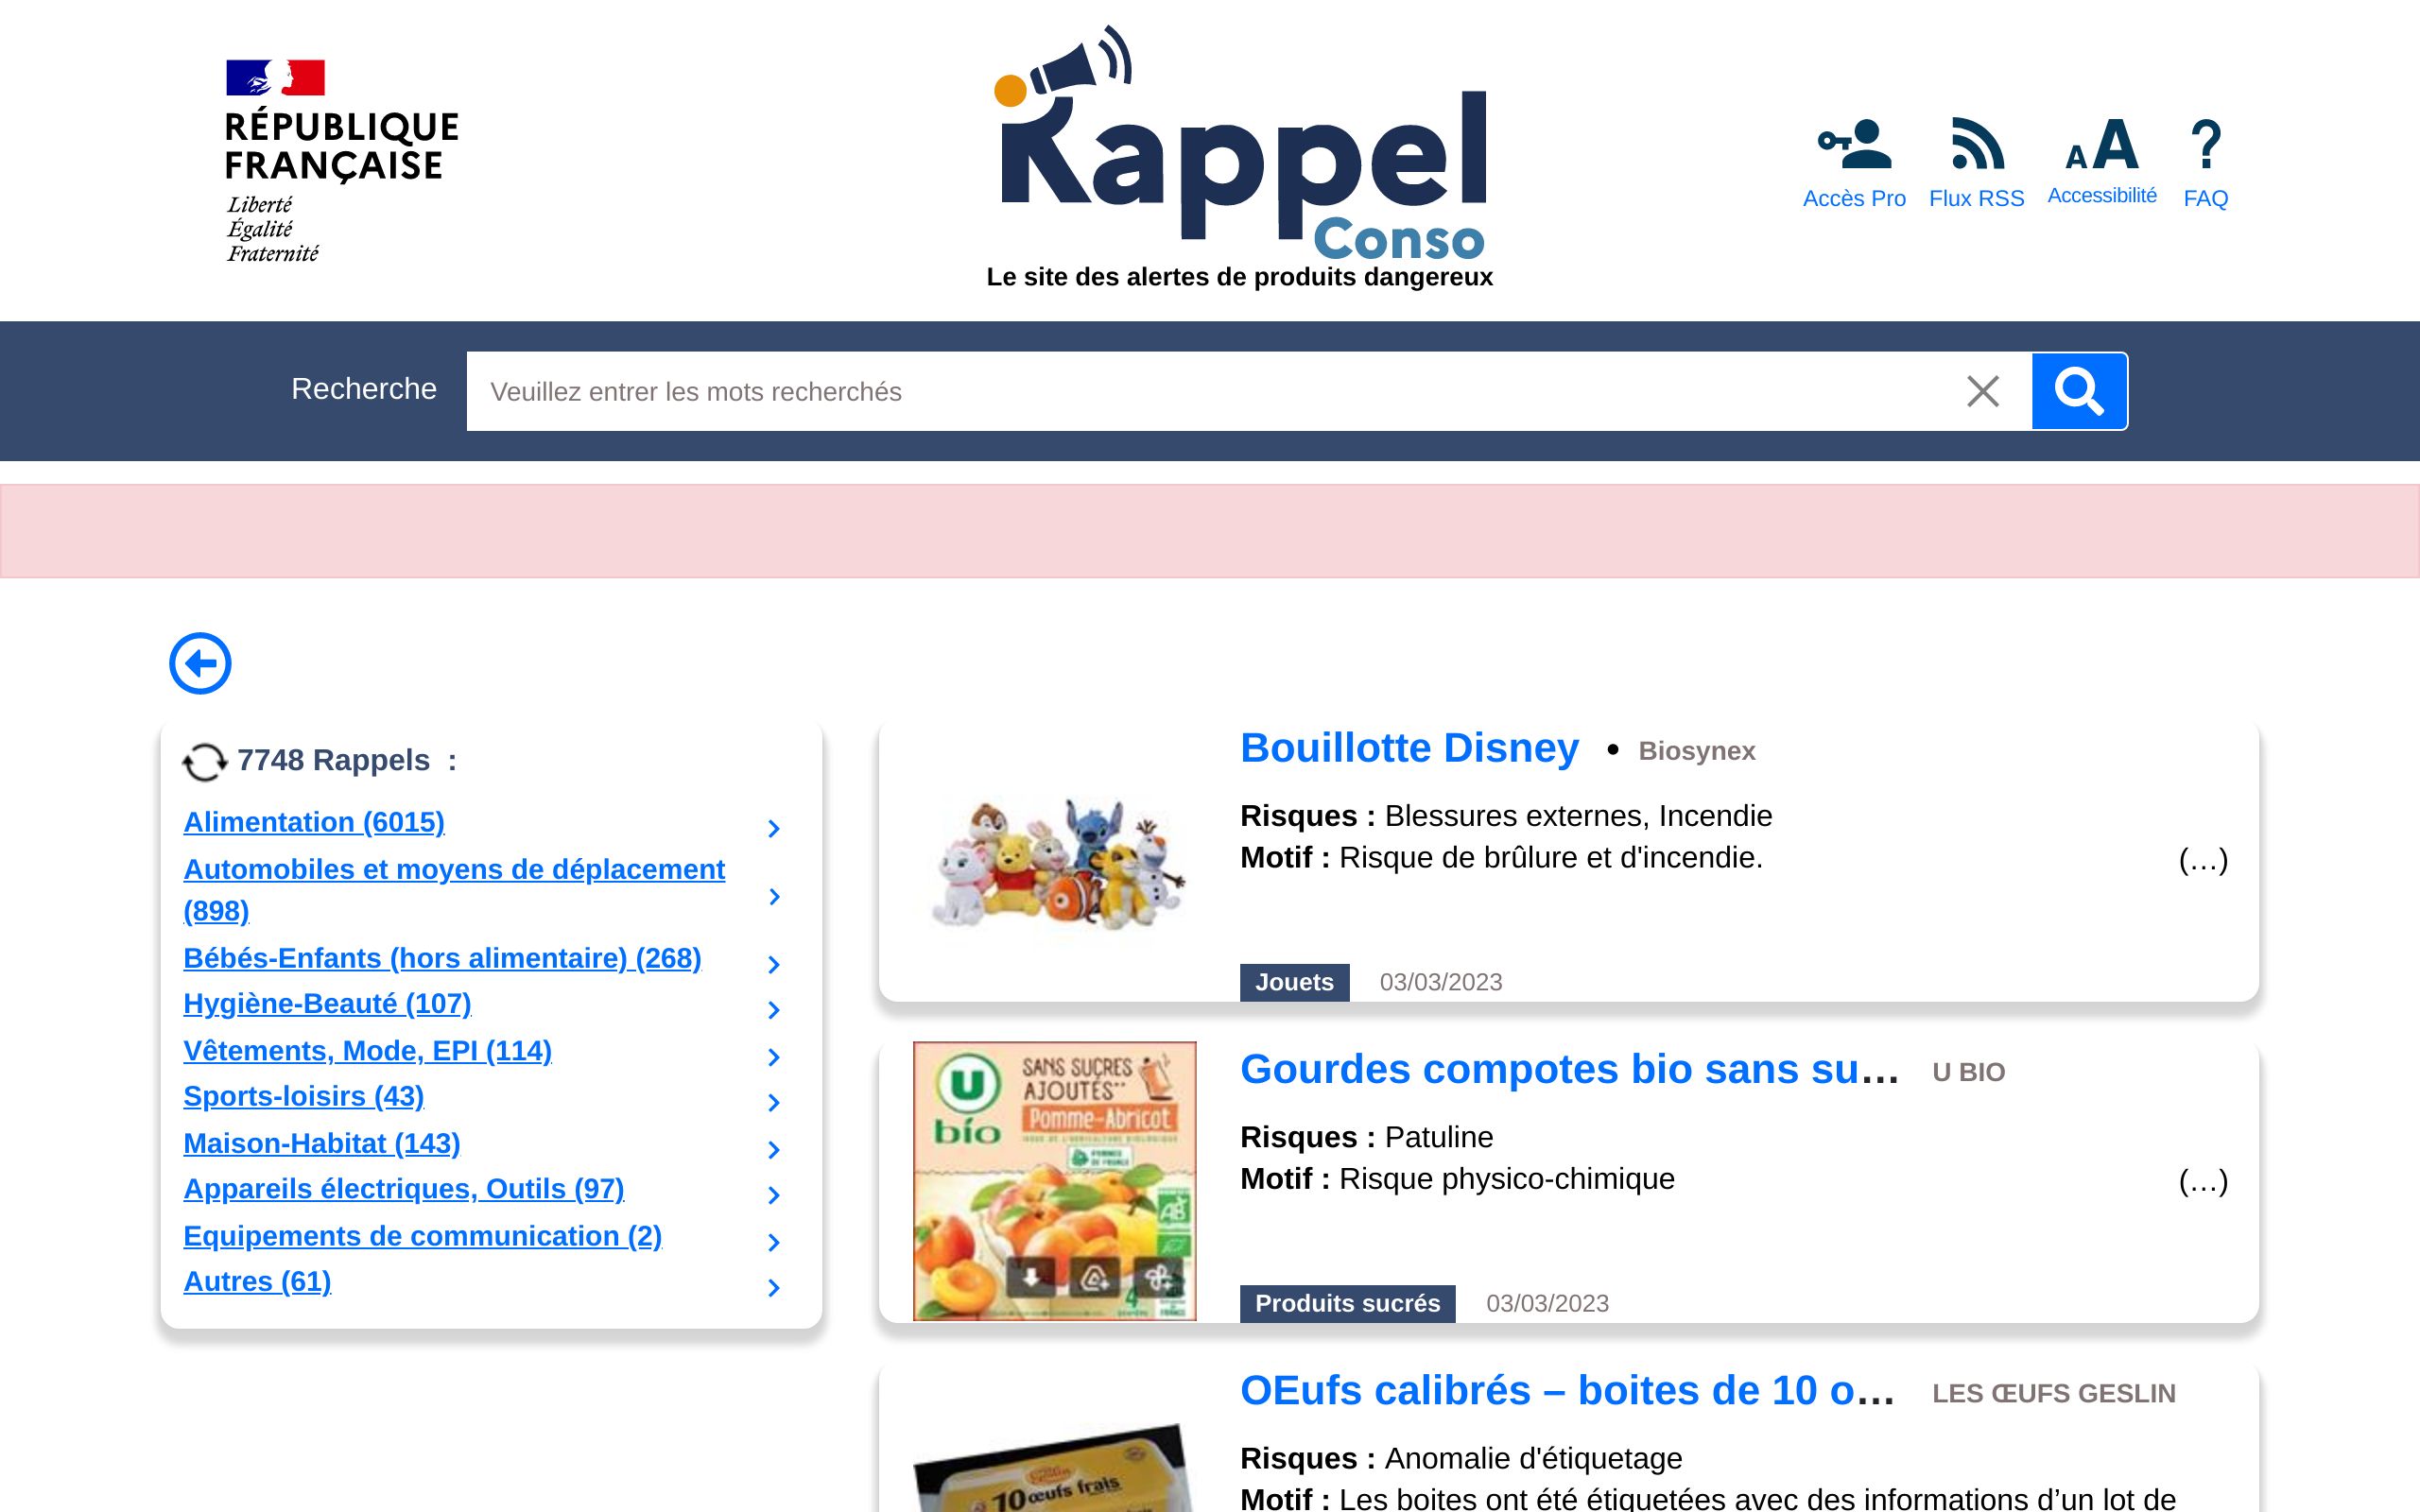 RÉPUBLIQUE
FRANÇAISE
Liberté
Égalité
Fraternité
Rappel
Conso
Le site des alertes de produits dangereux
Accès Pro
Flux RSS
AA
Accessibilité
?
FAQ
Recherche
Veuillez entrer les mots recherchés
7748 Rappels :
Alimentation (6015)
Automobiles et moyens de déplacement
(898)
Bébés-Enfants (hors alimentaire) (268)
Hygiène-Beauté (107)
Vêtements, Mode, EPI (114)
Sports-loisirs (43)
Maison-Habitat (143)
Appareils électriques, Outils (97)
Equipements de communication (2)
Autres (61)
Bouillotte Disney • Biosynex
Risques : Blessures externes, Incendie
Motif : Risque de brûlure et d'incendie.
(…)
Jouets 03/03/2023
U
bio
SANS SUCRES
AJOUTÉS**
Pomme-Abricot
POMMES
DE FRANCE
AB
4
Gourdes compotes bio sans su… U BIO
Risques : Patuline
Motif : Risque physico-chimique
(…)
Produits sucrés 03/03/2023
10 œufs frais
OEufs calibrés – boites de 10 o… LES ŒUFS GESLIN
Risques : Anomalie d'étiquetage
Motif : Les boites ont été étiquetées avec des informations d’un lot de